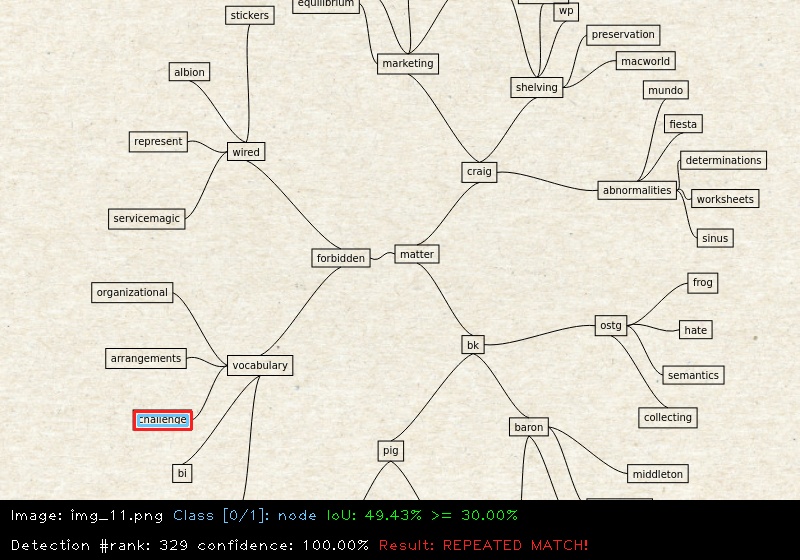 equilibrium
wp
stickers
preservation
marketing
macworld
albion
shelving
mundo
fiesta
represent
wired
determinations
craig
abnormalities
worksheets
servicemagic
sinus
forbidden
matter
frog
organizational
ostg
hate
bk
arrangements
vocabulary
semantics
challenge
collecting
baron
pig
bi
middleton
Image: img_11.png Class [0/1]: node IoU: 49.43% >= 30.00%
Detection #rank: 329 confidence: 100.00% Result: REPEATED MATCH!